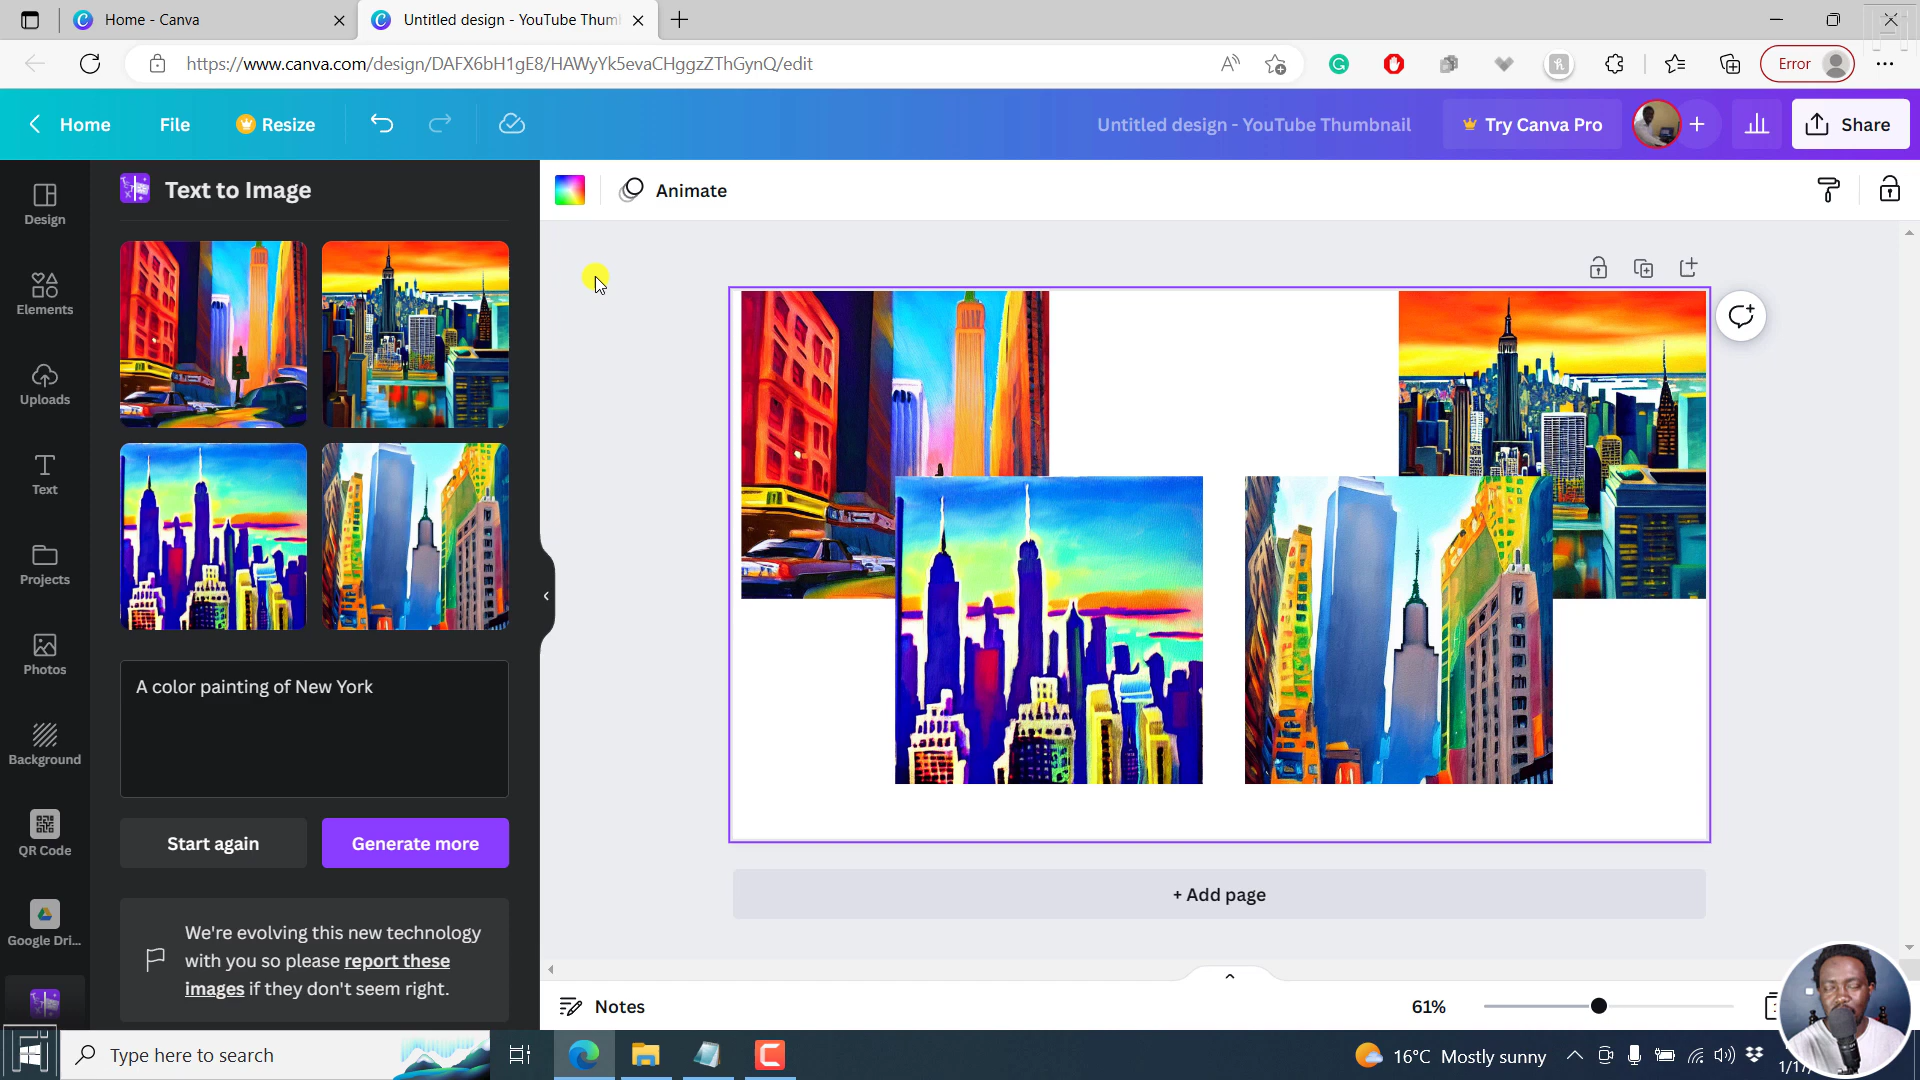 Home - Canva
Untitled design - YouTube Thum
https://www.canva.com/design/DAFX6bH1gE8/HAWyYk5evaCHggzZThGynQ/edit
Error
Home
File
Resize
Untitled design - YouTube Thumbnail
Try Canva Pro
Share
Text to Image
Animate
Design
Elements
Uploads
Text
Projects
Photos
Background
QR Code
Google Dri...
A color painting of New York
Start again
Generate more
We're evolving this new technology
with you so please report these
images if they don't seem right.
+ Add page
Notes
61%
Type here to search
16°C Mostly sunny